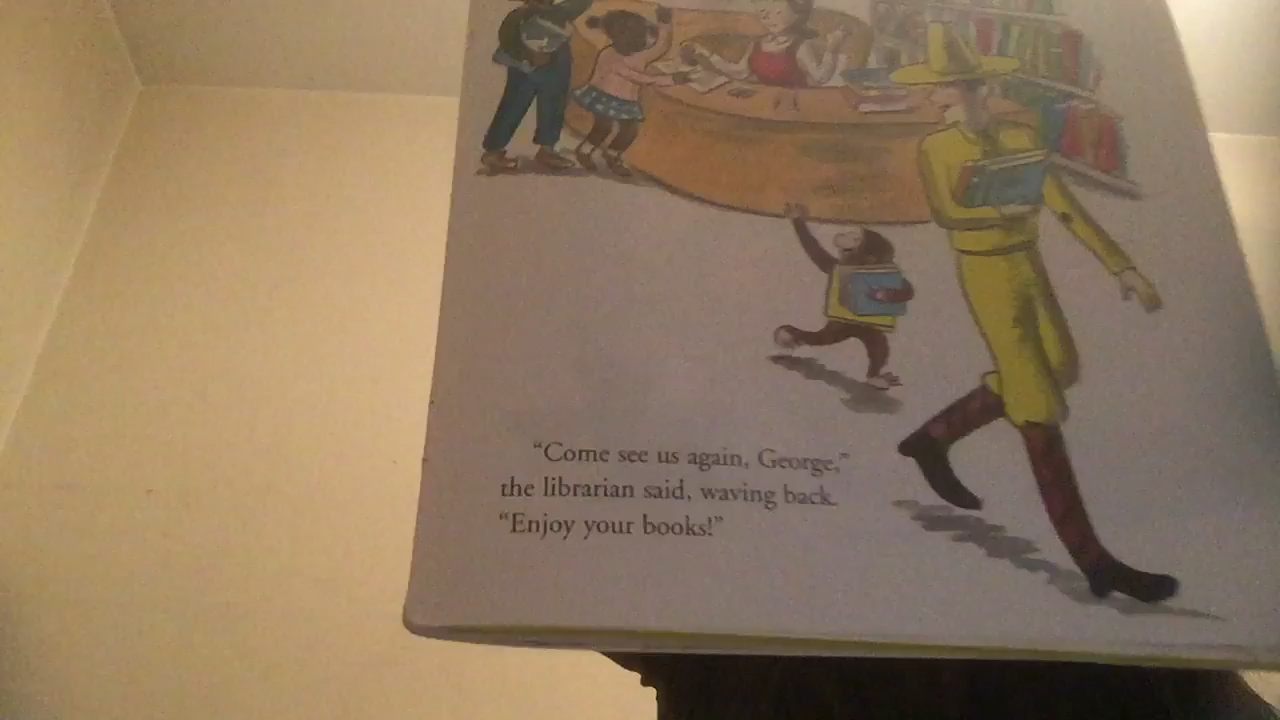 “Come see us again, George,”
the librarian said, waving back.
“Enjoy your books!”